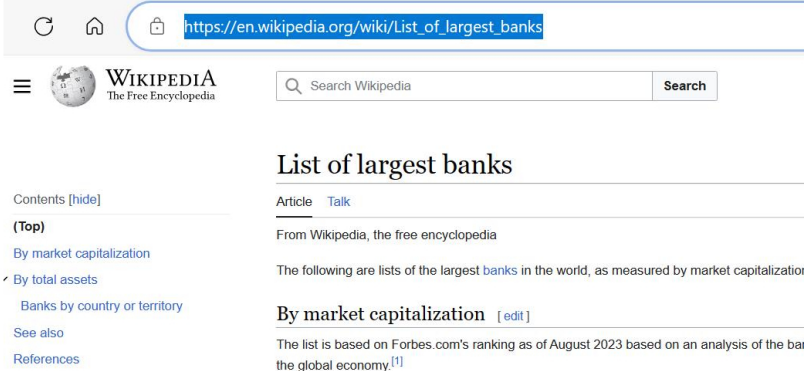 https://en.wikipedia.org/wiki/List_of_largest_banks
WIKIPEDIA
The Free Encyclopedia
Search Wikipedia
Search
List of largest banks
Contents [hide]
Article Talk
(Top)
From Wikipedia, the free encyclopedia
By market capitalization
The following are lists of the largest banks in the world, as measured by market capitalization
By total assets
Banks by country or territory
By market capitalization [edit]
See also
The list is based on Forbes.com's ranking as of August 2023 based on an analysis of the
References
the global economy.[1]